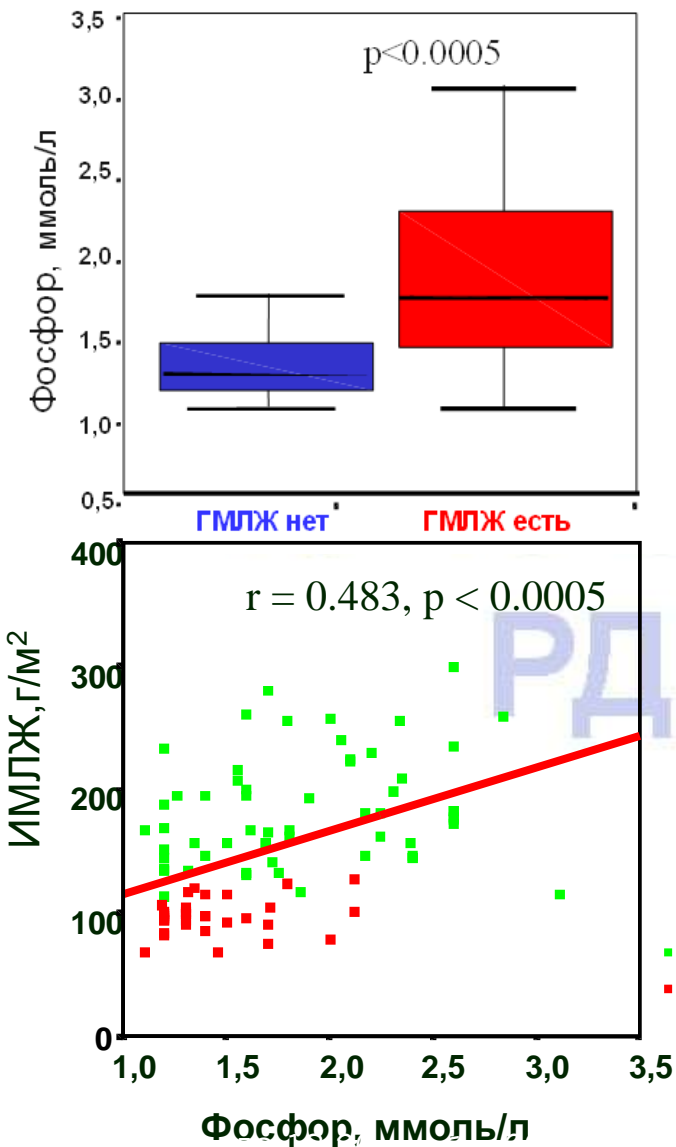 3,5
p<0.0005
3,0
2,5
2,0
1,5
1,0
0,5
Фосфор, ммоль/л
ГМЛЖ нет ГМЛЖ есть
400
r = 0.483, p < 0.0005
РД
300
200
100
0
ИМЛЖ,г/м²
1,0 1,5 2,0 2,5 3,0 3,5
Фосфор, ммоль/л